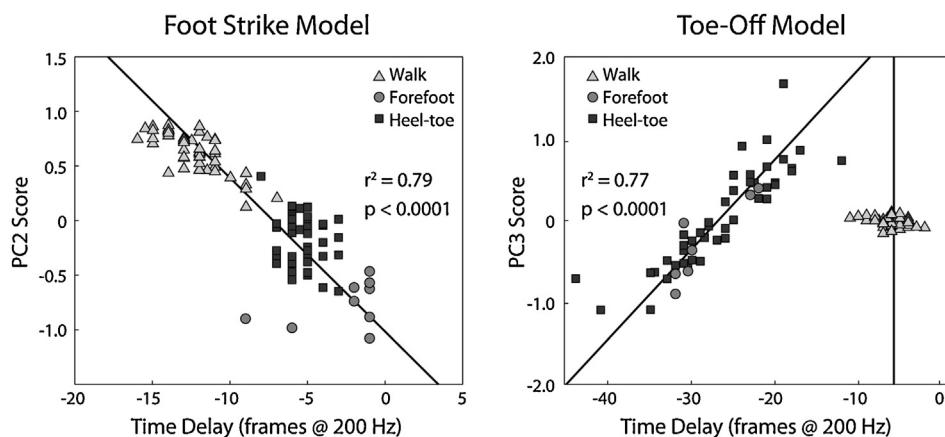 Foot Strike Model
1.5
1.0
0.5
0
-0.5
-1.0
PC2 Score
Walk
Forefoot
Heel-toe
r² = 0.79
p < 0.0001
-20 -15 -10 -5 0 5
Time Delay (frames @ 200 Hz)
Toe-Off Model
2.0
1.0
0
-1.0
-2.0
PC3 Score
Walk
Forefoot
Heel-toe
r² = 0.77
p < 0.0001
-40 -30 -20 -10 0
Time Delay (frames @ 200 Hz)